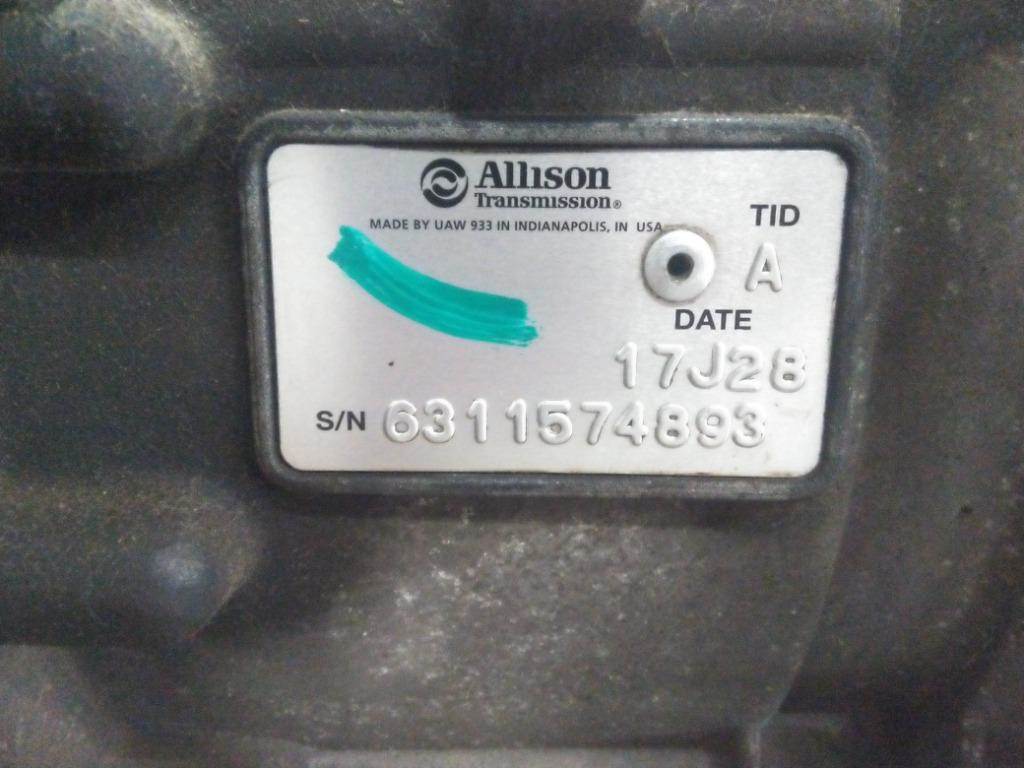 Allison
Transmission®
MADE BY UAW 933 IN INDIANAPOLIS, IN USA
TID
A
DATE
17J28
S/N 6311574893